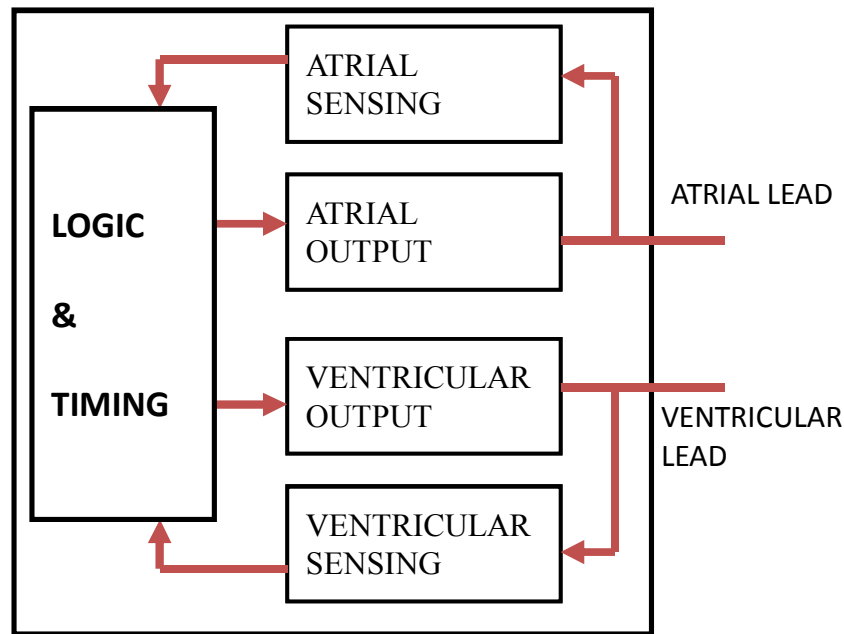 ATRIAL
SENSING
ATRIAL
OUTPUT
ATRIAL LEAD
LOGIC
&
TIMING
VENTRICULAR
OUTPUT
VENTRICULAR
LEAD
VENTRICULAR
SENSING